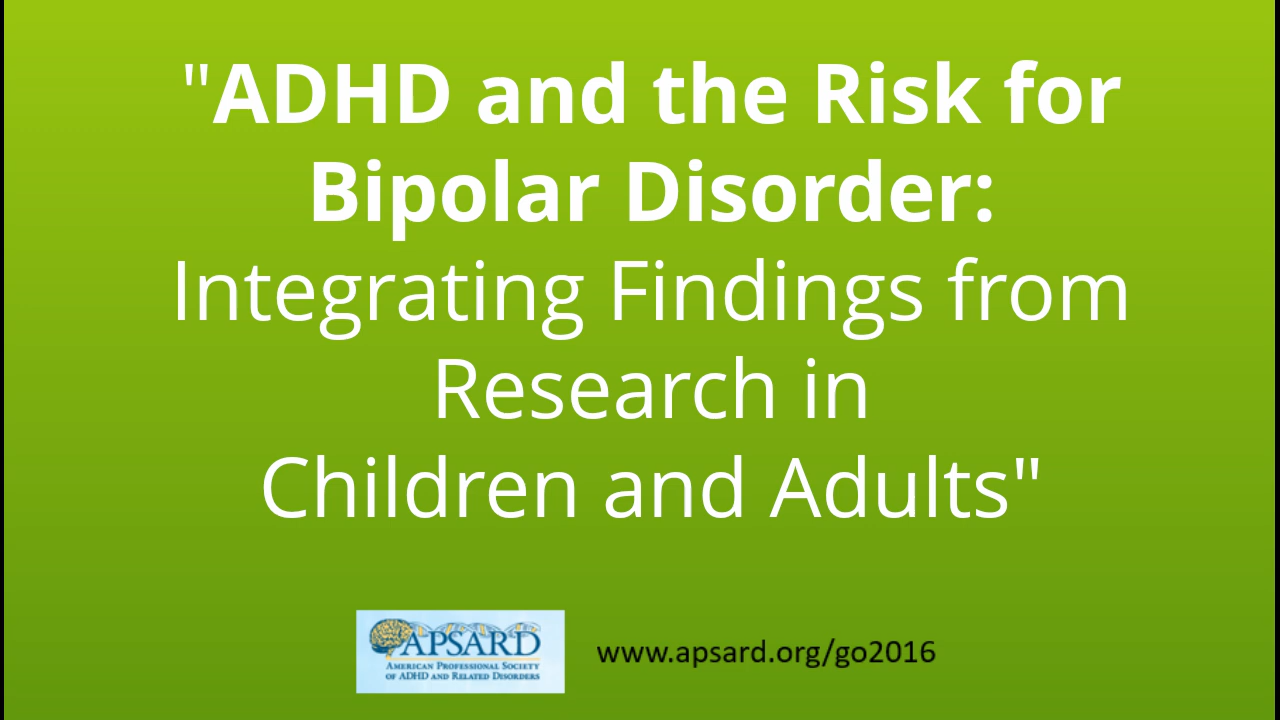 "ADHD and the Risk for
Bipolar Disorder:
Integrating Findings from
Research in
Children and Adults"
APSARD
AMERICAN PROFESSIONAL SOCIETY
OF ADHD AND RELATED DISORDERS
www.apsard.org/go2016